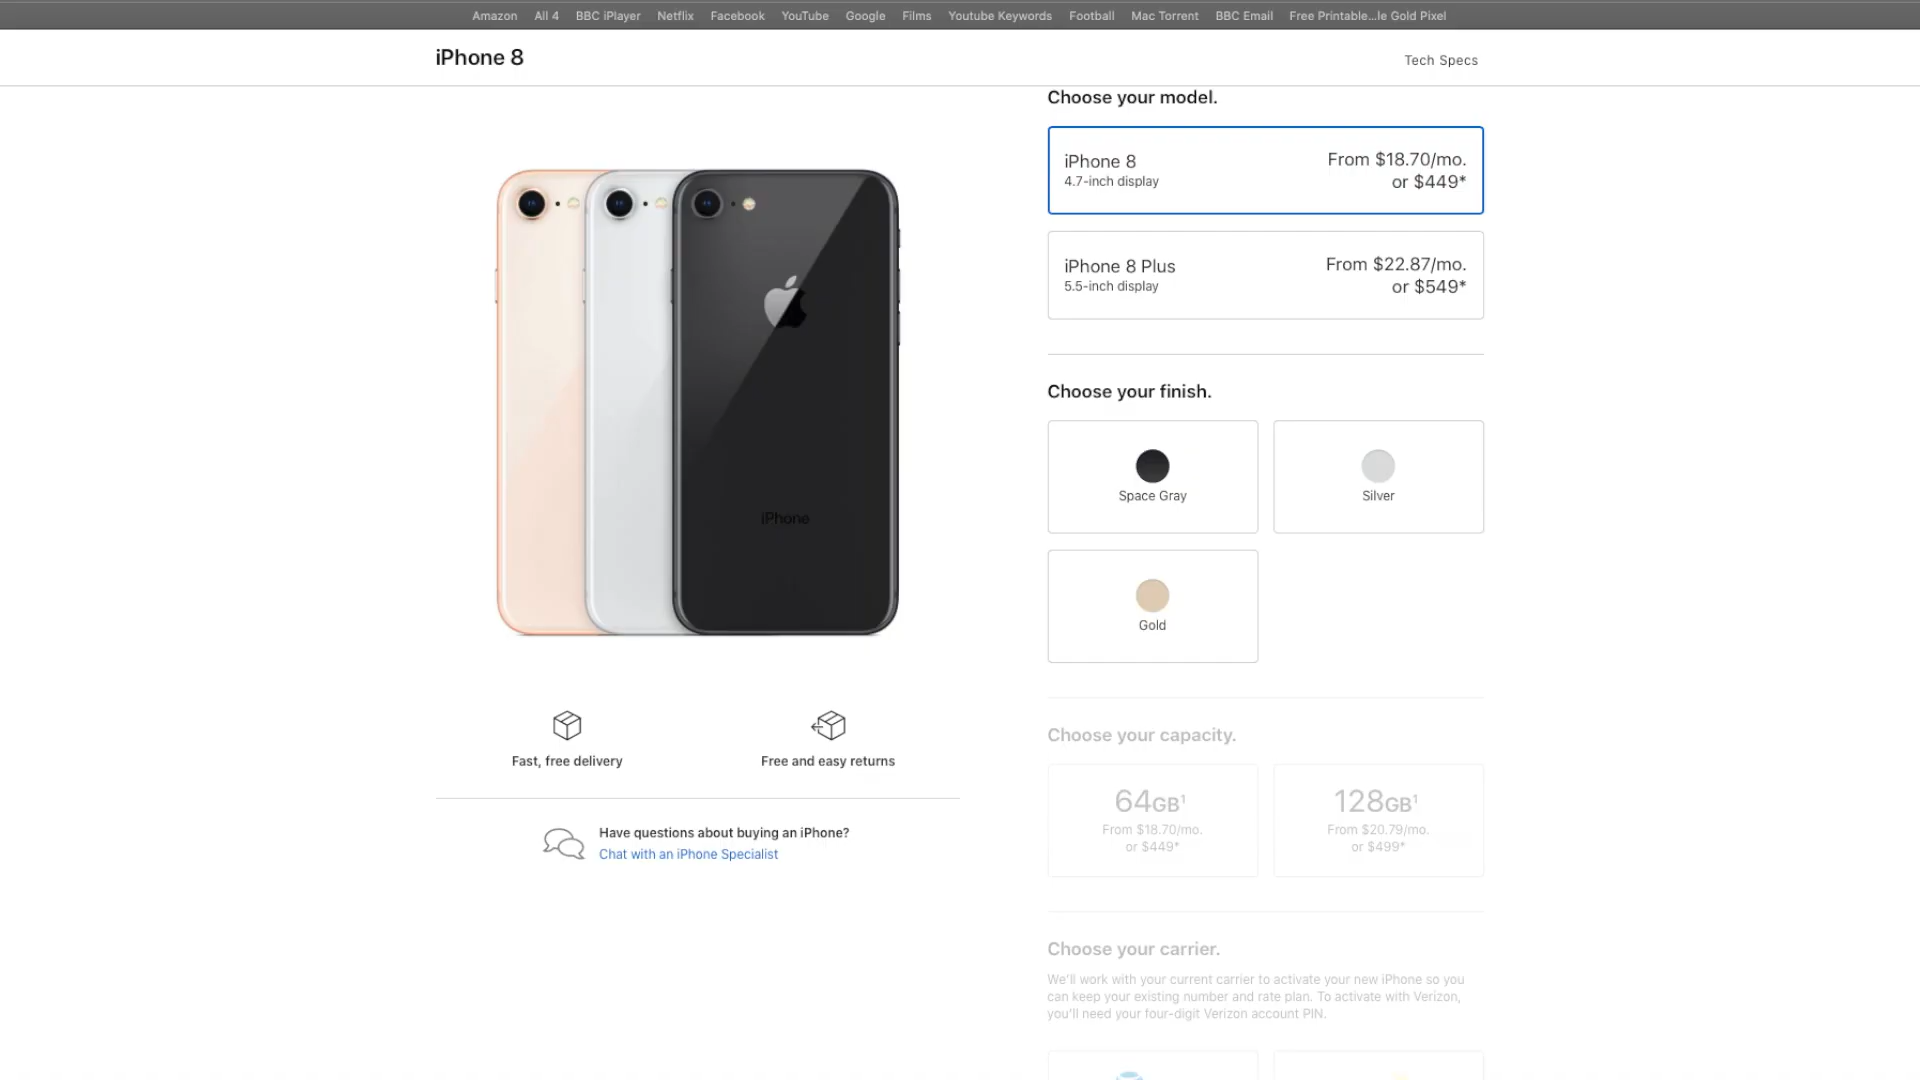 Amazon All 4 BBC iPlayer Netflix Facebook YouTube Google Films Youtube Keywords Football Mac Torrent BBC Email Free Printable...le Gold Pixel
iPhone 8
Tech Specs
Choose your model.
iPhone 8
4.7-inch display
From $18.70/mo.
or $449*
iPhone 8 Plus
5.5-inch display
From $22.87/mo.
or $549*
Choose your finish.
Space Gray
Silver
Gold
iPhone
Fast, free delivery
Free and easy returns
Have questions about buying an iPhone?
Chat with an iPhone Specialist
Choose your capacity.
64GB¹
From $18.70/mo.
or $449*
128GB¹
From $20.79/mo.
or $499*
Choose your carrier.
We'll work with your current carrier to activate your new iPhone so you
can keep your existing number and rate plan. To activate with Verizon,
you'll need your four-digit Verizon account PIN.